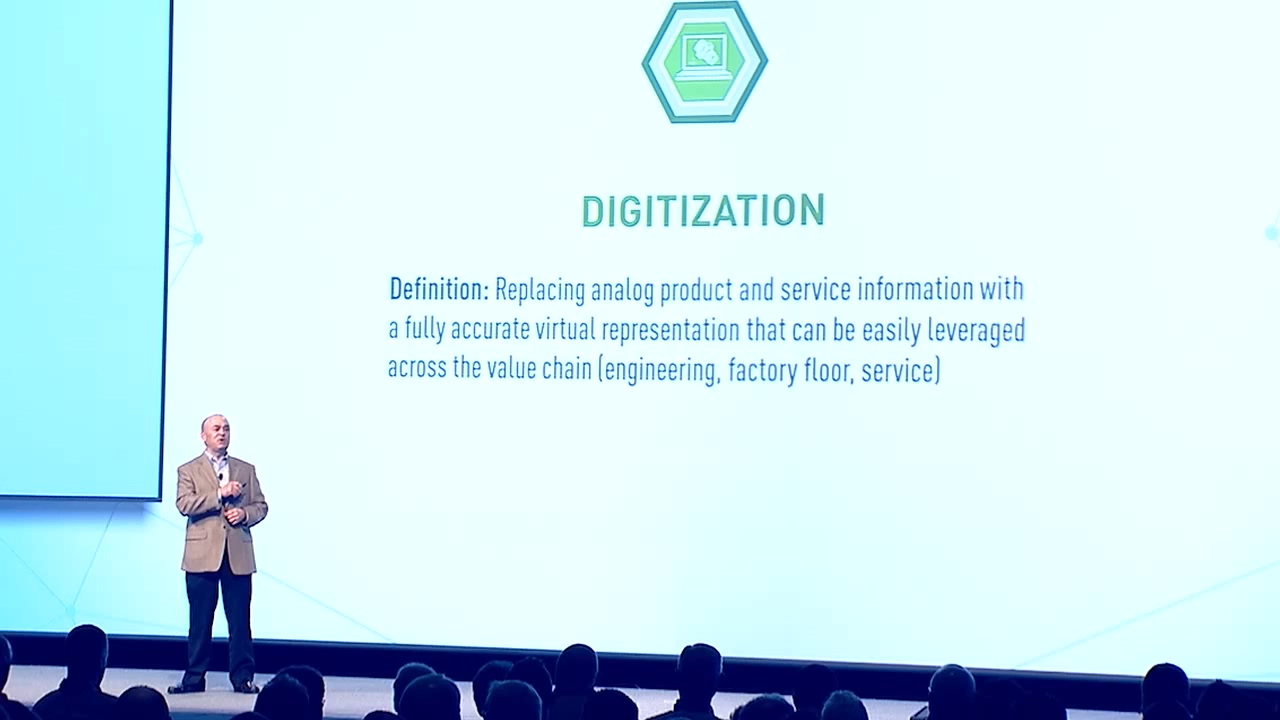 DIGITIZATION
Definition: Replacing analog product and service information with
a fully accurate virtual representation that can be easily leveraged
across the value chain (engineering, factory floor, service)